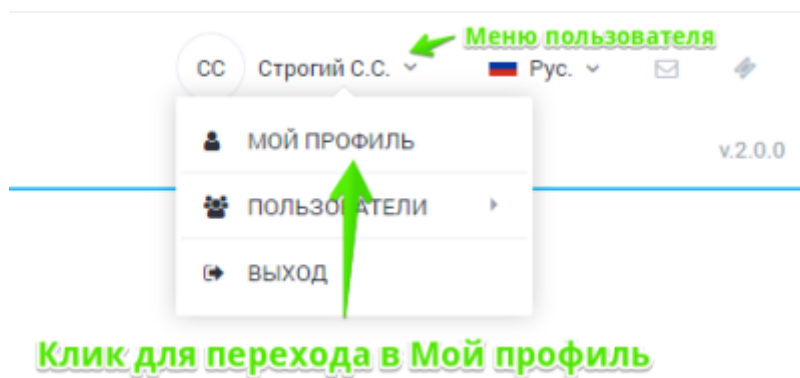 Меню пользователя
СС Строгий С.С. Рус.
МОЙ ПРОФИЛЬ
v.2.0.0
ПОЛЬЗОВАТЕЛИ
ВЫХОД
Клик для перехода в Мой профиль